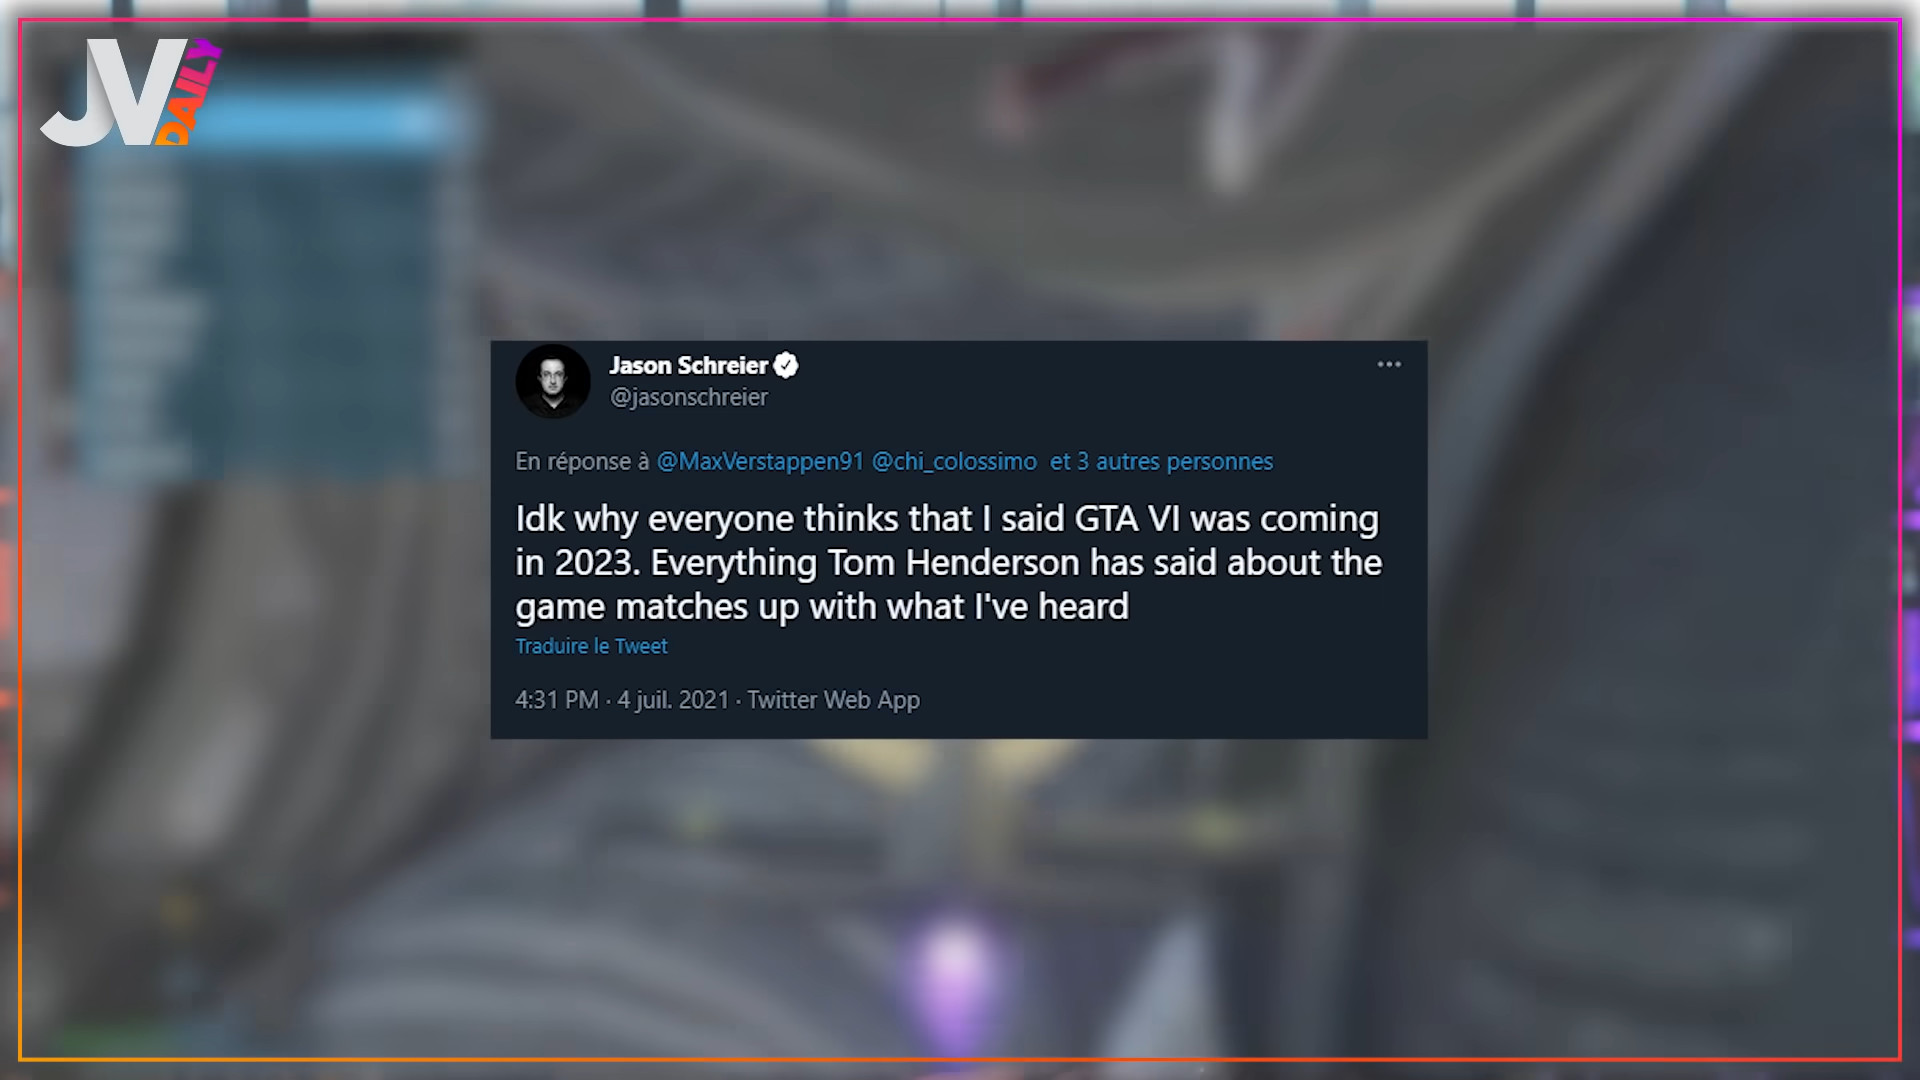 JV
DAILY
Jason Schreier
@jasonschreier
En réponse à @MaxVerstappen91 @chi_colossimo et 3 autres personnes
Idk why everyone thinks that I said GTA VI was coming
in 2023. Everything Tom Henderson has said about the
game matches up with what I've heard
Traduire le Tweet
4:31 PM · 4 juil. 2021 · Twitter Web App